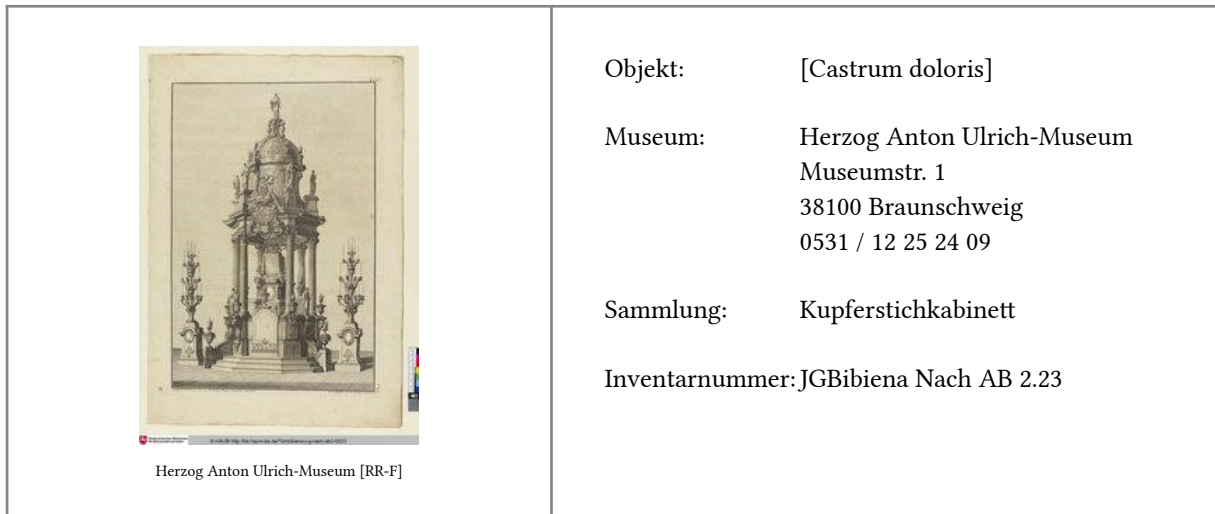 Herzog Anton Ulrich-Museum [RR-F]
Objekt: [Castrum doloris]
Museum: Herzog Anton Ulrich-Museum
Museumstr. 1
38100 Braunschweig
0531 / 12 25 24 09
Sammlung: Kupferstichkabinett
Inventarnummer: JGBibiena Nach AB 2.23